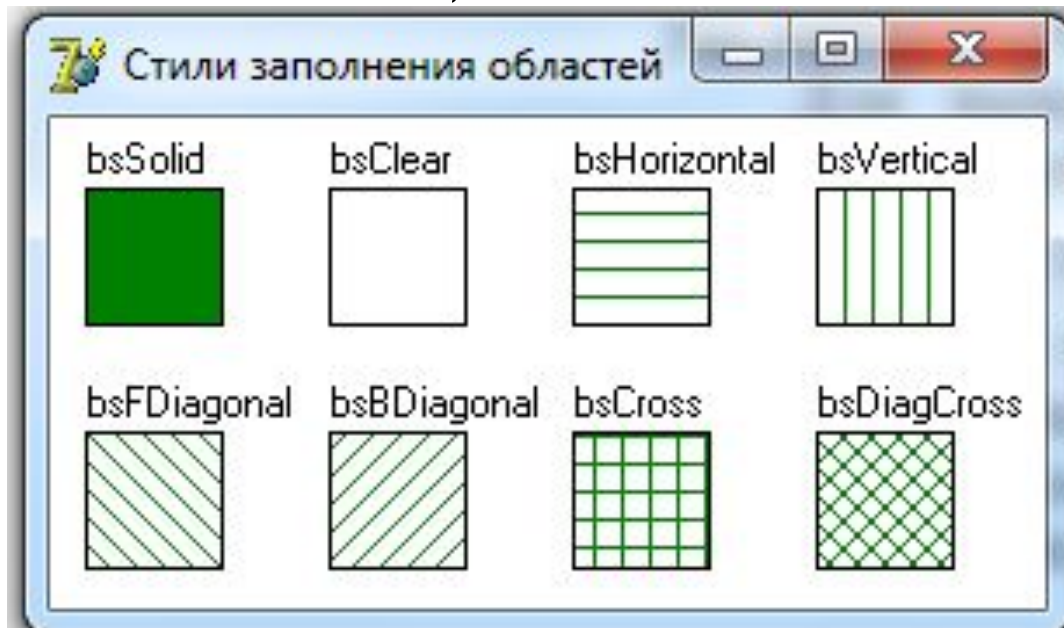 Стили заполнения областей
bsSolid bsClear bsHorizontal bsVertical
bsFDiagonal bsBDiagonal bsCross bsDiagCross